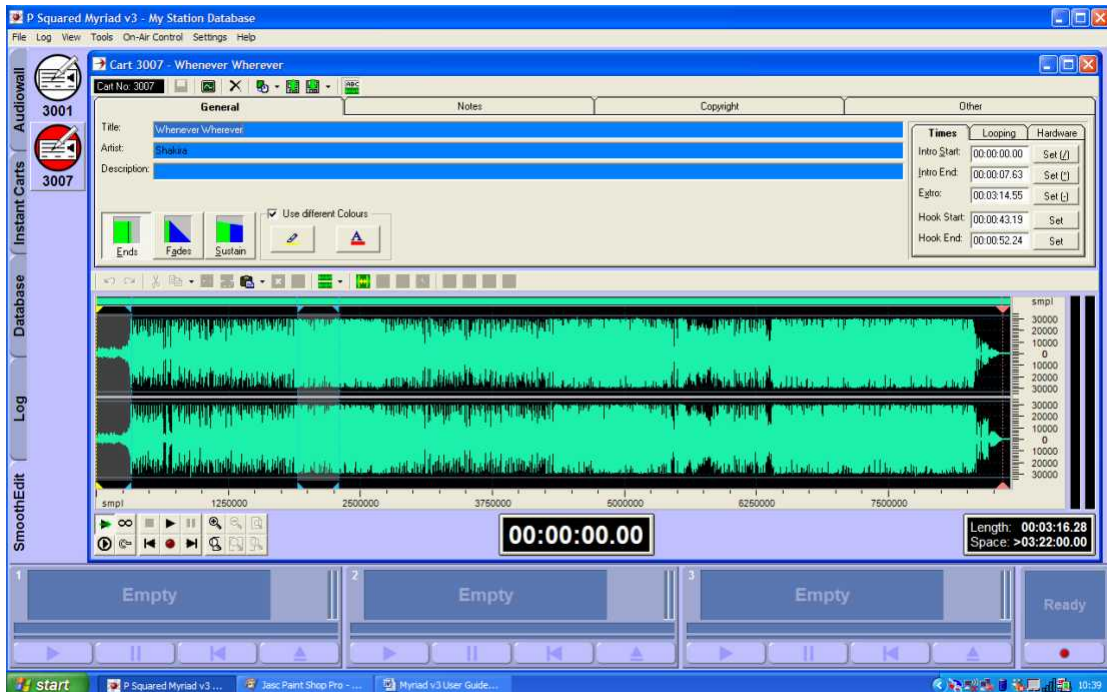 P Squared Myriad v3 - My Station Database
File Log View Tools On-Air Control Settings Help
Audiowall
Instant Carts
Database
Log
SmoothEdit
3001
3007
Cart 3007 - Whenever Wherever
Cart No: 3007
ABC
General Notes Copyright Other
Title: Whenever Wherever
Artist: Shakira
Description:
Ends Fades Sustain
Use different Colours
A
Times Looping Hardware
Intro Start: 00:00:00.00 Set (/)
Intro End: 00:00:07.63 Set (*)
Extro: 00:03:14.55 Set (-)
Hook Start: 00:00:43.19 Set
Hook End: 00:00:52.24 Set
smpl
30000
20000
10000
0
10000
20000
30000
30000
20000
10000
0
10000
20000
30000
smpl 1250000 2500000 3750000 5000000 6250000 7500000
00:00:00.00
Length: 00:03:16.28
Space: >03:22:00.00
1 Empty
2 Empty
3 Empty
Ready
start P Squared Myriad v3 ... Jasc Paint Shop Pro - ... Myriad v3 User Guide... 10:39